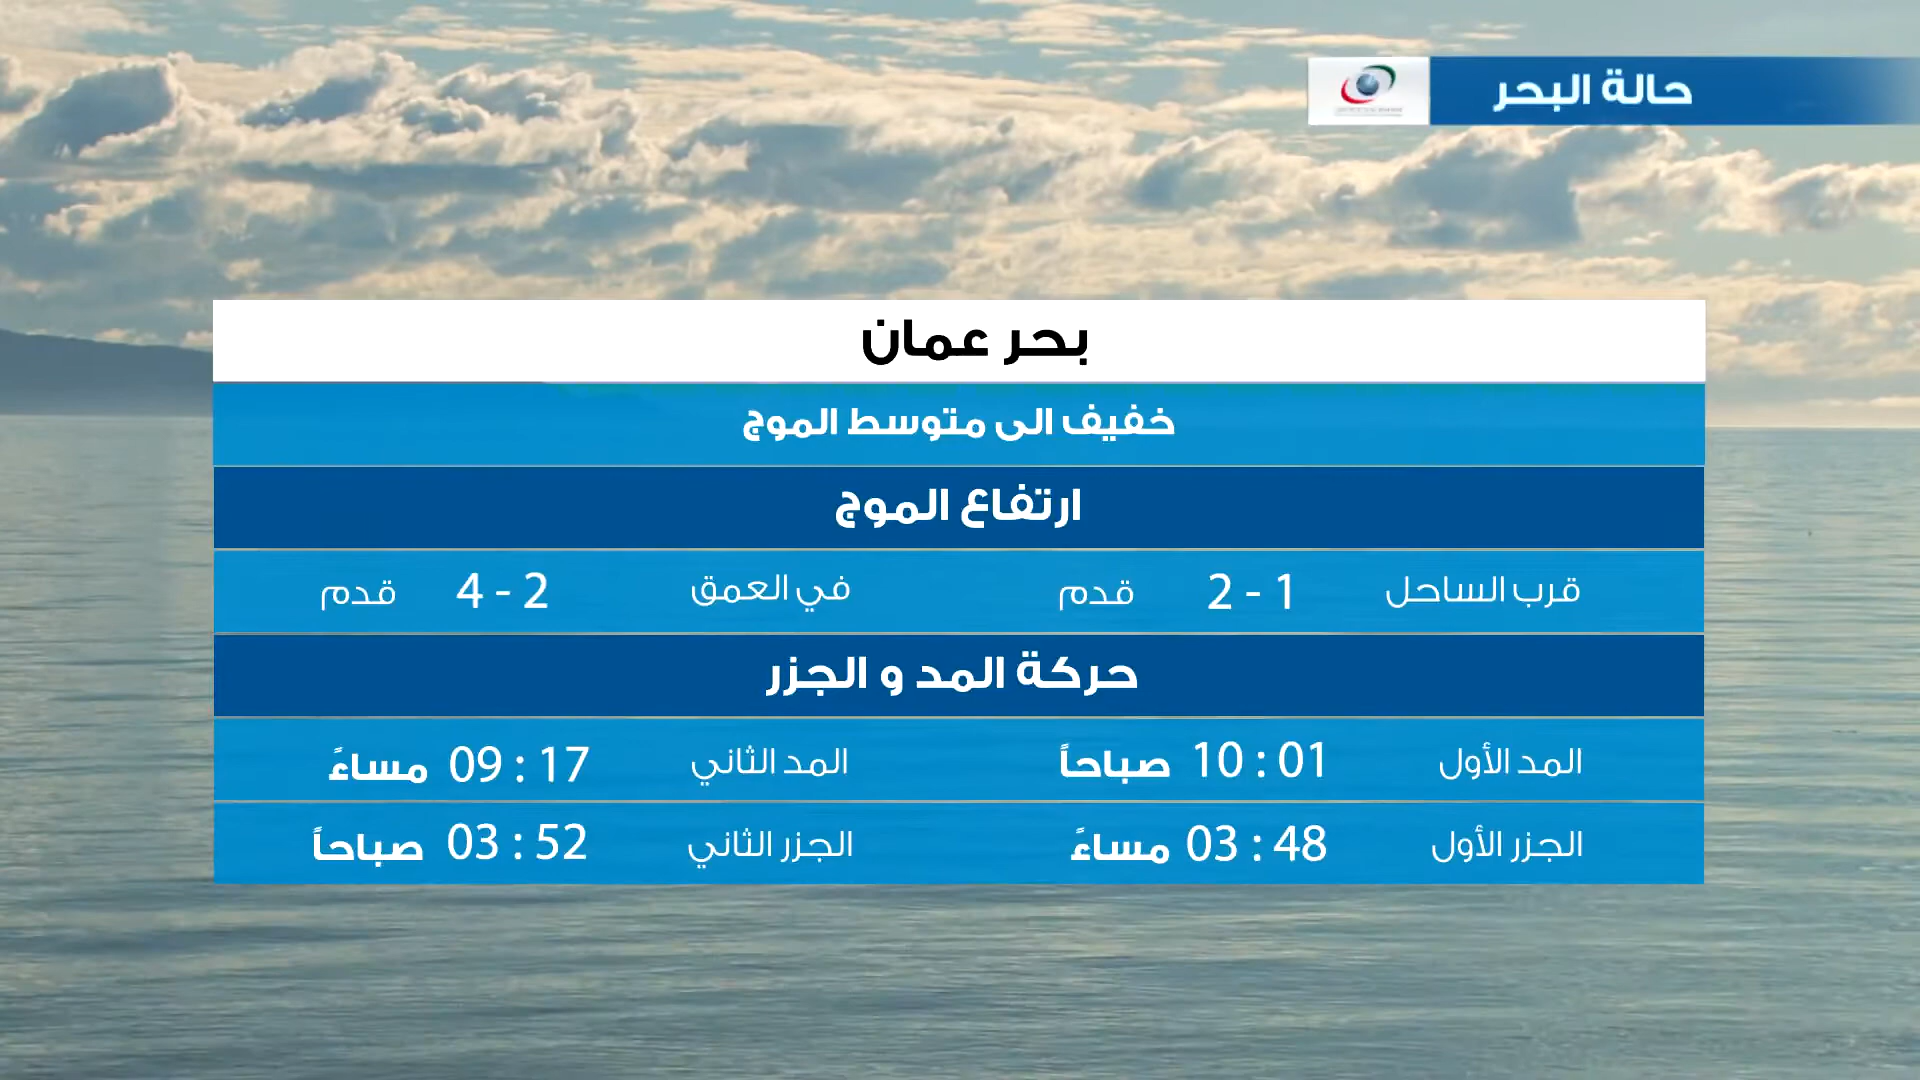 حالة البحر
بحر عمان
خفيف الى متوسط الموج
ارتفاع الموج
قرب الساحل 1 - 2 قدم في العمق 2 - 4 قدم
حركة المد و الجزر
المد الأول 10 : 01 صباحاً المد الثاني 09 : 17 مساءً
الجزر الأول 03 : 48 مساءً الجزر الثاني 03 : 52 صباحاً